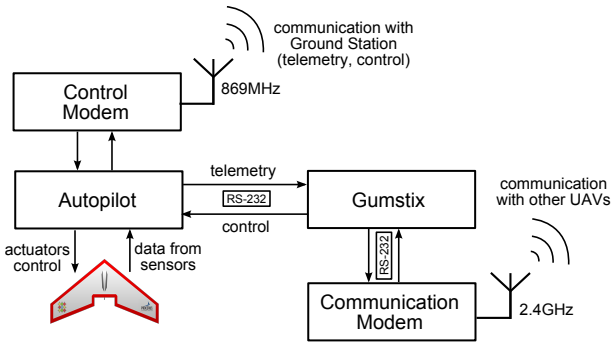 communication with
Ground Station
(telemetry, control)
869MHz
Control
Modem
telemetry
RS-232
control
Autopilot
Gumstix
communication
with other UAVs
actuators
control
data from
sensors
RS-232
Communication
Modem
2.4GHz